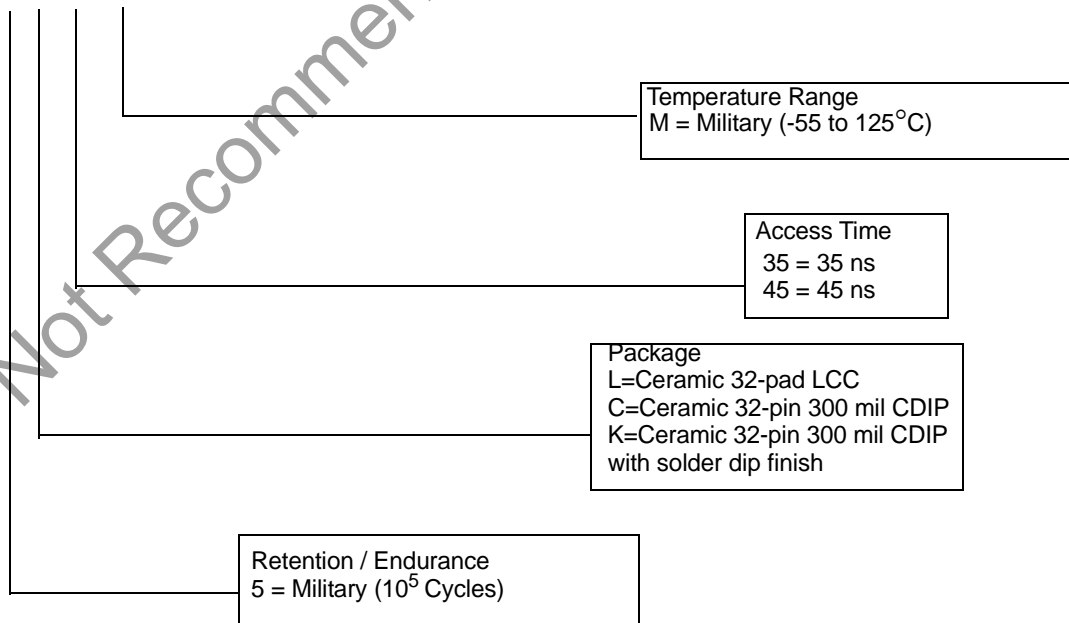 Temperature Range
M = Military (-55 to 125°C)
Access Time
35 = 35 ns
45 = 45 ns
Package
L=Ceramic 32-pad LCC
C=Ceramic 32-pin 300 mil CDIP
K=Ceramic 32-pin 300 mil CDIP
with solder dip finish
Retention / Endurance
5 = Military (10⁵ Cycles)
Not Recomme